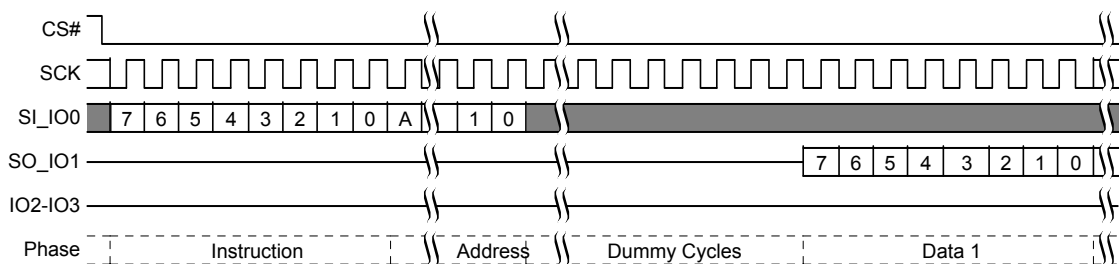 CS#
SCK
SI_IO0 7 6 5 4 3 2 1 0 A 1 0
SO_IO1 7 6 5 4 3 2 1 0
IO2-IO3
Phase Instruction Address Dummy Cycles Data 1